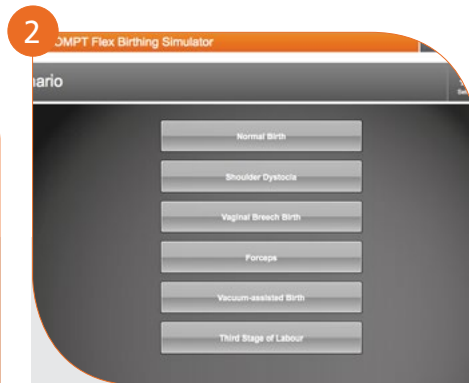 2
OMPT Flex Birthing Simulator
ario
Normal Birth
Shoulder Dystocia
Vaginal Breech Birth
Forceps
Vacuum-assisted Birth
Third Stage of Labour